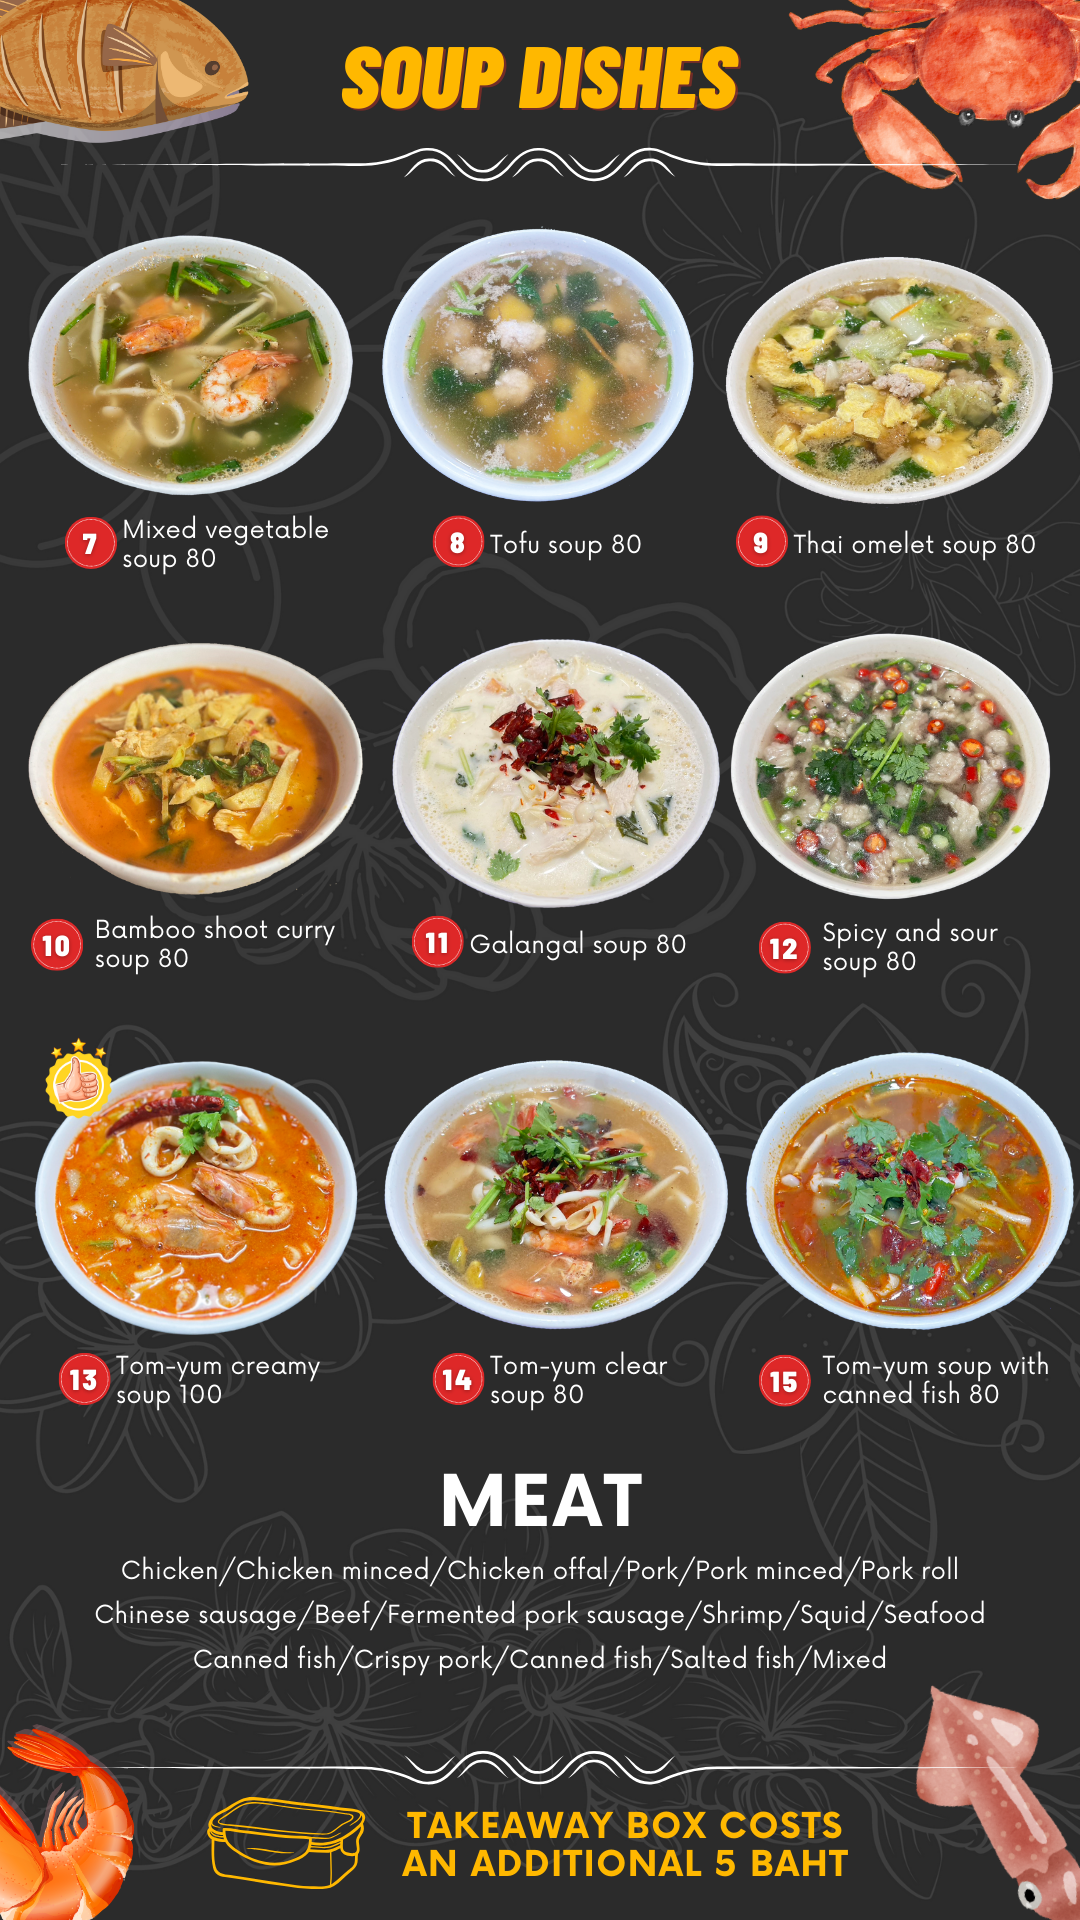 SOUP DISHES
7 Mixed vegetable
soup 80
8 Tofu soup 80
9 Thai omelet soup 80
10 Bamboo shoot curry
soup 80
11 Galangal soup 80
12 Spicy and sour
soup 80
13 Tom-yum creamy
soup 100
14 Tom-yum clear
soup 80
15 Tom-yum soup with
canned fish 80
MEAT
Chicken/Chicken minced/Chicken offal/Pork/Pork minced/Pork roll
Chinese sausage/Beef/Fermented pork sausage/Shrimp/Squid/Seafood
Canned fish/Crispy pork/Canned fish/Salted fish/Mixed
TAKEAWAY BOX COSTS
AN ADDITIONAL 5 BAHT